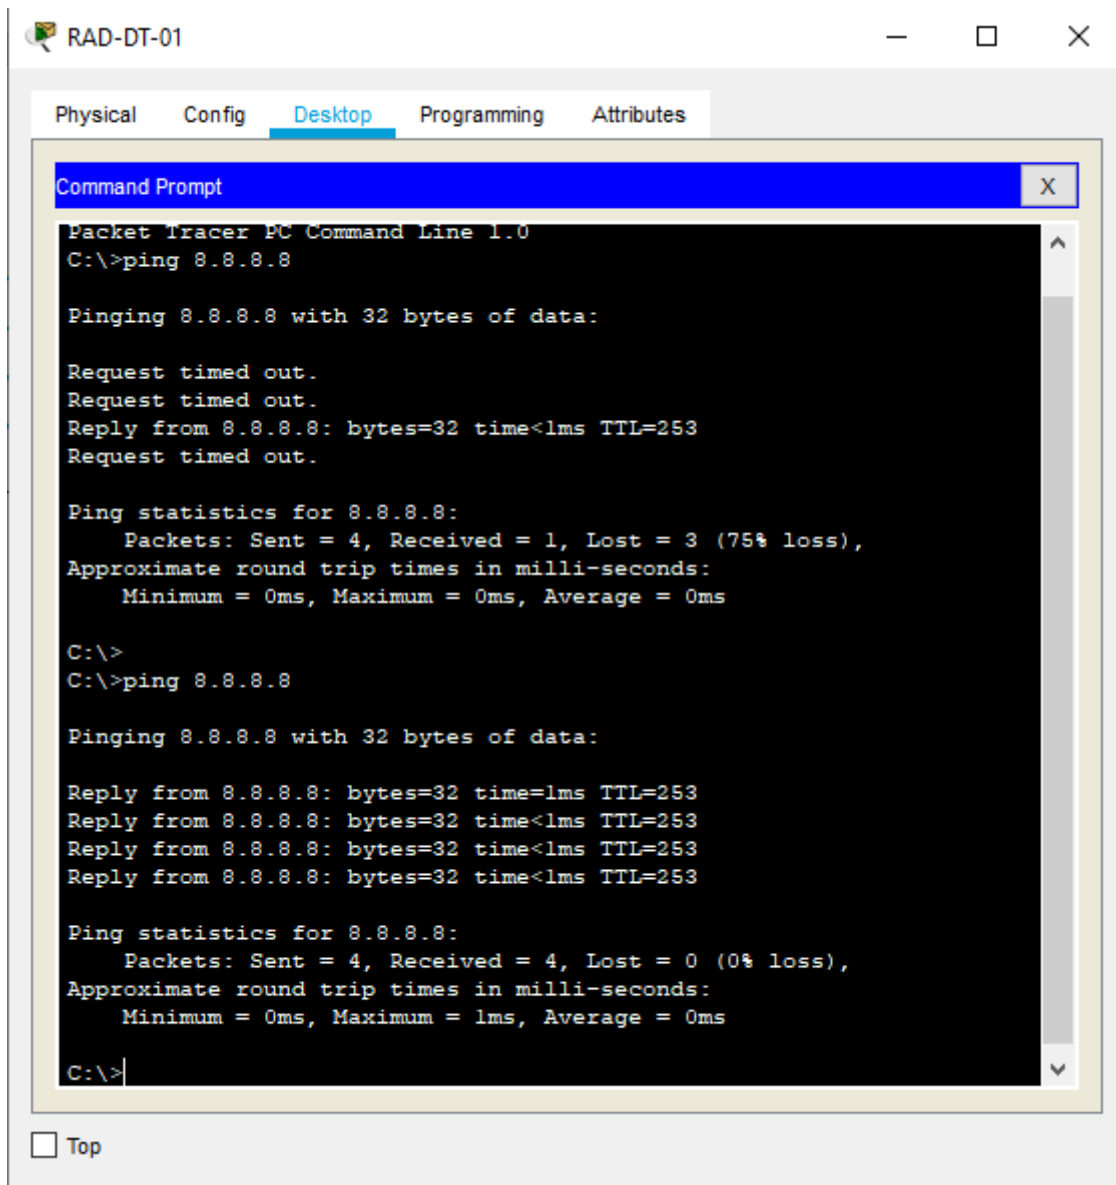 RAD-DT-01
Physical Config Desktop Programming Attributes
Command Prompt X
Packet Tracer PC Command Line 1.0
C:\>ping 8.8.8.8
Pinging 8.8.8.8 with 32 bytes of data:
Request timed out.
Request timed out.
Reply from 8.8.8.8: bytes=32 time<1ms TTL=253
Request timed out.
Ping statistics for 8.8.8.8:
Packets: Sent = 4, Received = 1, Lost = 3 (75% loss),
Approximate round trip times in milli-seconds:
Minimum = 0ms, Maximum = 0ms, Average = 0ms
C:\>
C:\>ping 8.8.8.8
Pinging 8.8.8.8 with 32 bytes of data:
Reply from 8.8.8.8: bytes=32 time=1ms TTL=253
Reply from 8.8.8.8: bytes=32 time<1ms TTL=253
Reply from 8.8.8.8: bytes=32 time<1ms TTL=253
Reply from 8.8.8.8: bytes=32 time<1ms TTL=253
Ping statistics for 8.8.8.8:
Packets: Sent = 4, Received = 4, Lost = 0 (0% loss),
Approximate round trip times in milli-seconds:
Minimum = 0ms, Maximum = 1ms, Average = 0ms
C:\>
Top